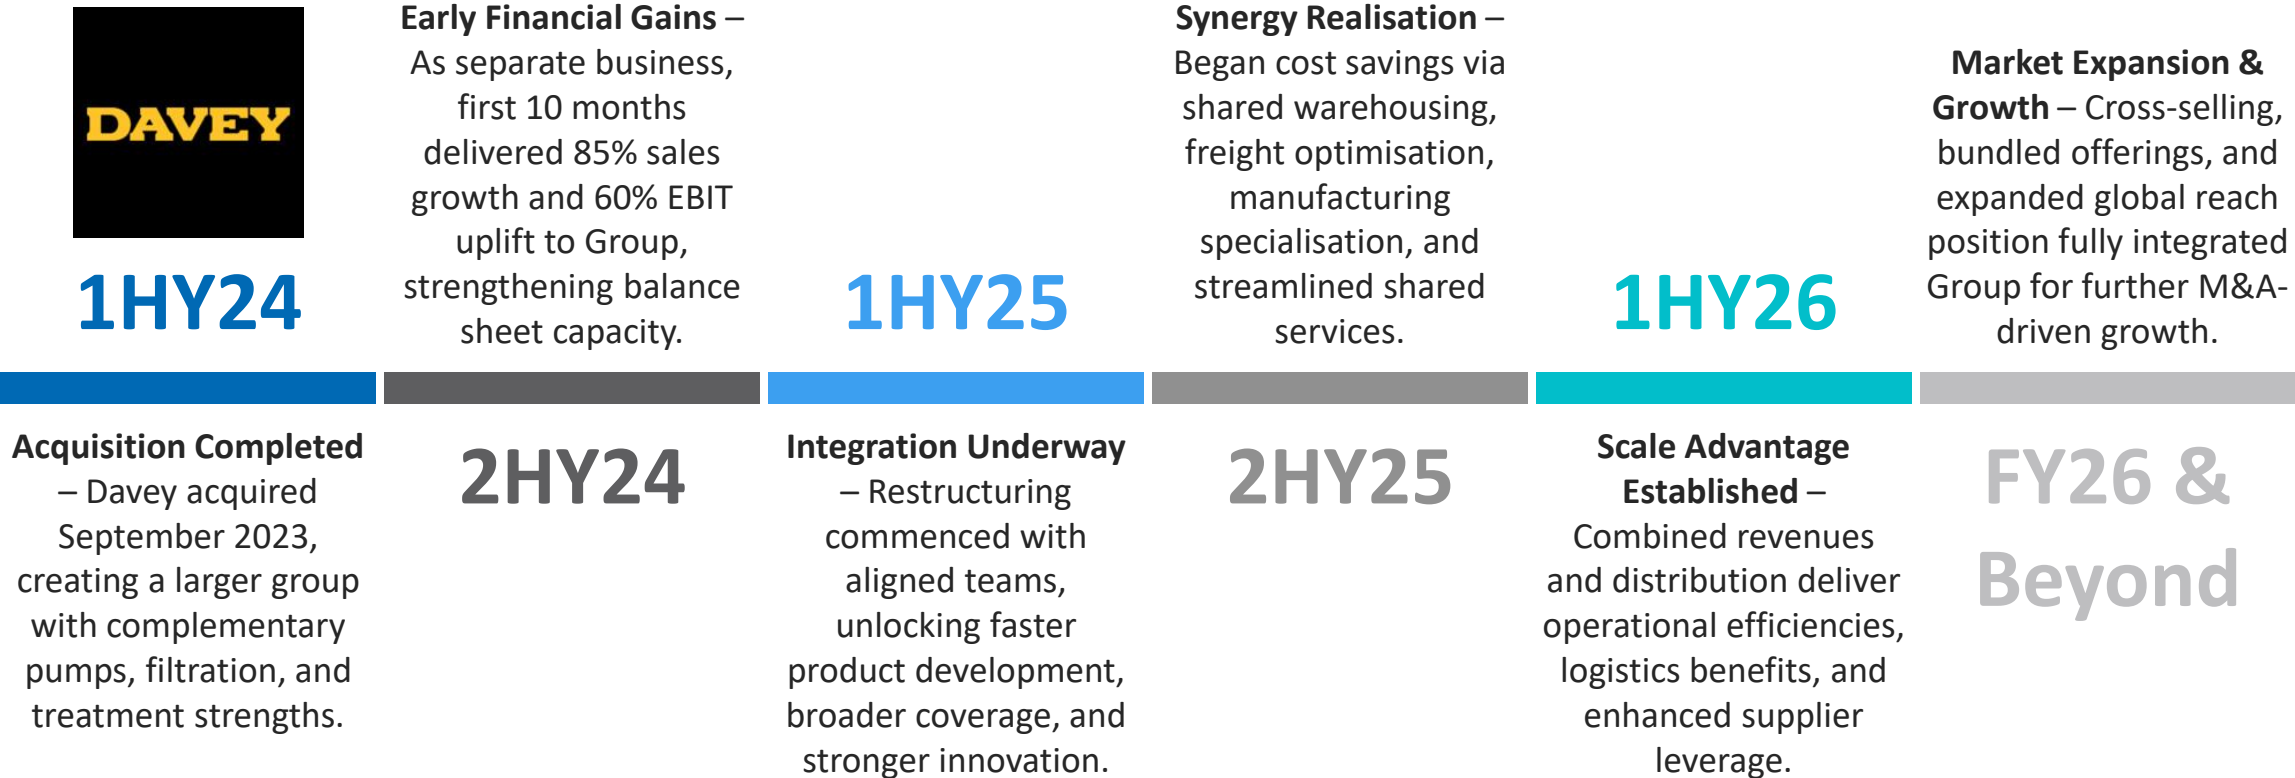 DAVEY
1HY24
Acquisition Completed
– Davey acquired
September 2023,
creating a larger group
with complementary
pumps, filtration, and
treatment strengths.
Early Financial Gains –
As separate business,
first 10 months
delivered 85% sales
growth and 60% EBIT
uplift to Group,
strengthening balance
sheet capacity.
2HY24
1HY25
Integration Underway
– Restructuring
commenced with
aligned teams,
unlocking faster
product development,
broader coverage, and
stronger innovation.
Synergy Realisation –
Began cost savings via
shared warehousing,
freight optimisation,
manufacturing
specialisation, and
streamlined shared
services.
2HY25
1HY26
Scale Advantage
Established –
Combined revenues
and distribution deliver
operational efficiencies,
logistics benefits, and
enhanced supplier
leverage.
Market Expansion &
Growth – Cross-selling,
bundled offerings, and
expanded global reach
position fully integrated
Group for further M&A-
driven growth.
FY26 &
Beyond